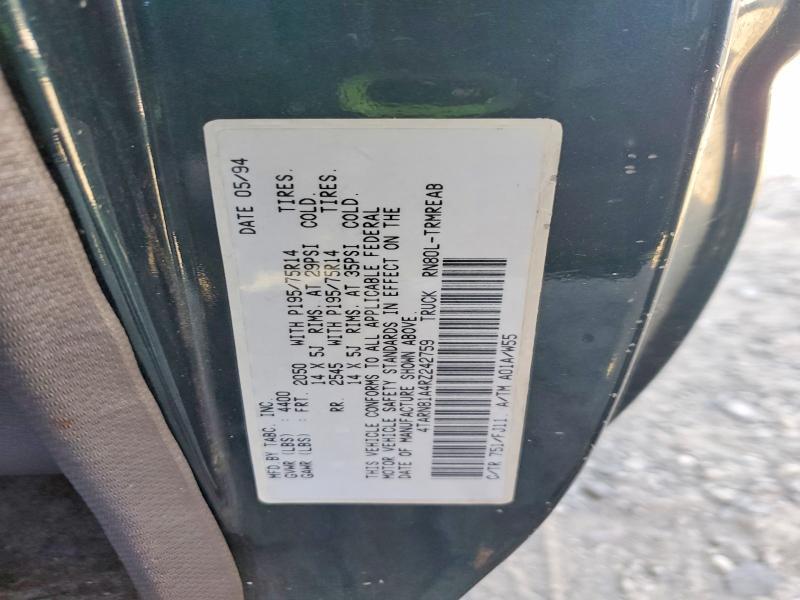 MFD BY TABC, INC. DATE 05/94
GVWR (LBS) : 4400
GAWR (LBS) : FRT. 2050 WITH P195/75R14 TIRES.
14 X 5J RIMS. AT 29PSI COLD.
RR. 2545 WITH P195/75R14 TIRES.
14 X 5J RIMS. AT 35PSI COLD.
THIS VEHICLE CONFORMS TO ALL APPLICABLE FEDERAL
MOTOR VEHICLE SAFETY STANDARDS IN EFFECT ON THE
DATE OF MANUFACTURE SHOWN ABOVE.
4TARN81A4RZ242759 TRUCK RN80L-TRMREAB
C/TR 751/FJ11 A/TM A01A/W55